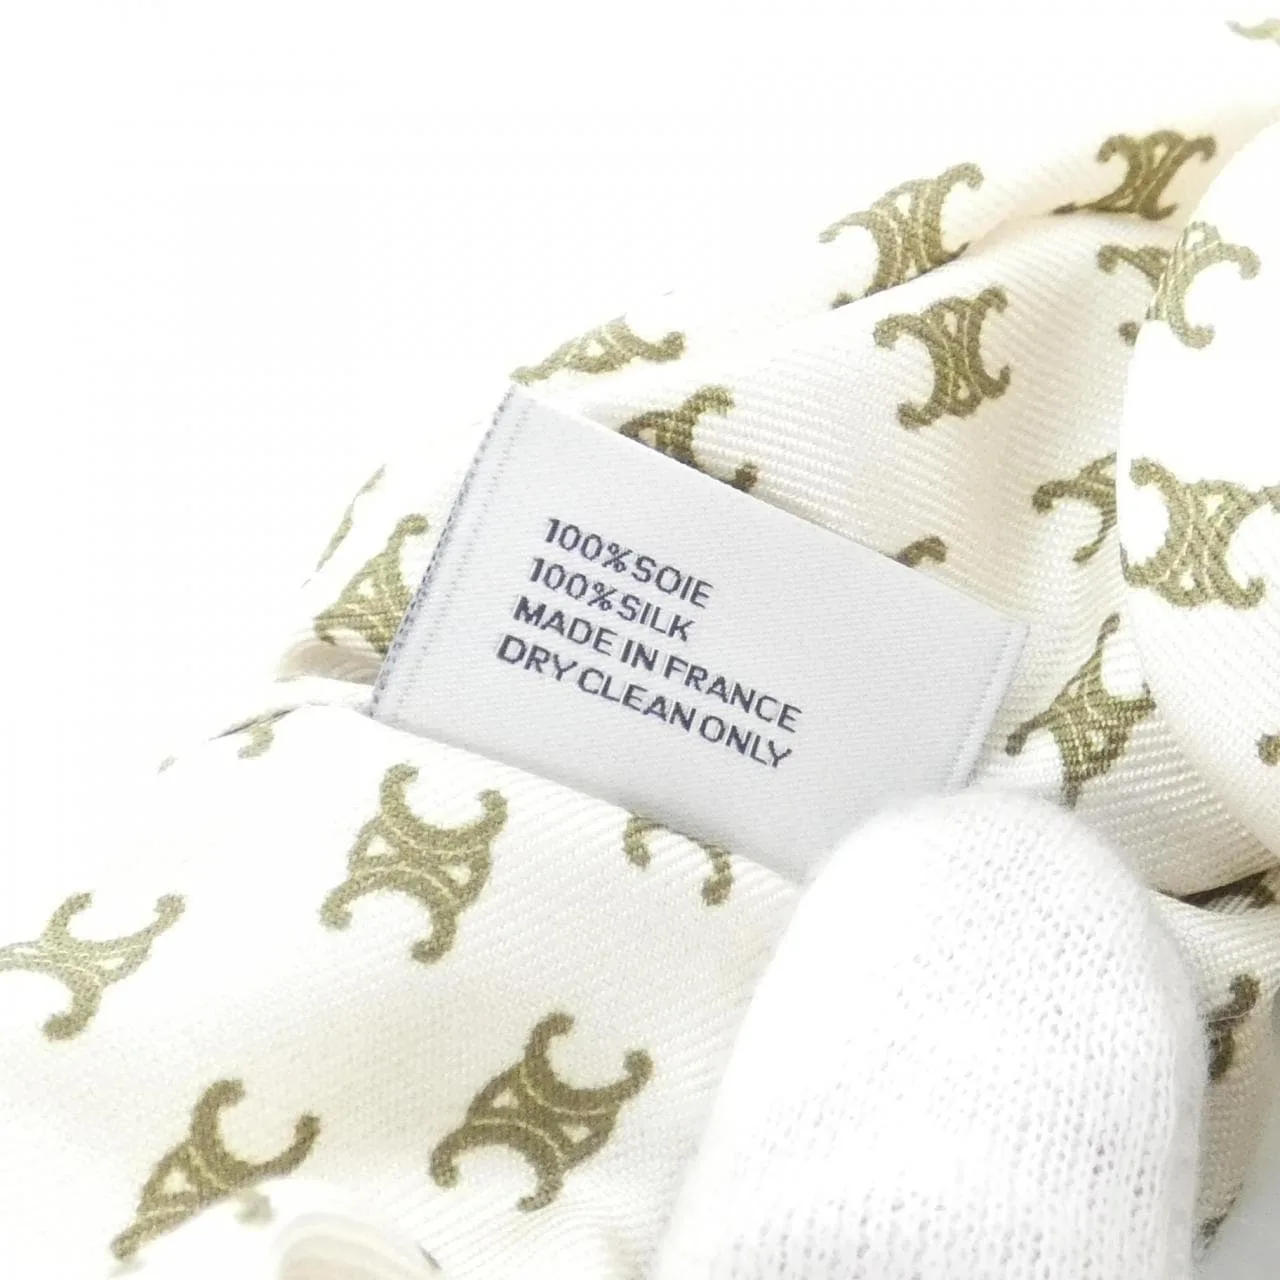 100%SOIE
100%SILK
MADE IN FRANCE
DRY CLEAN ONLY